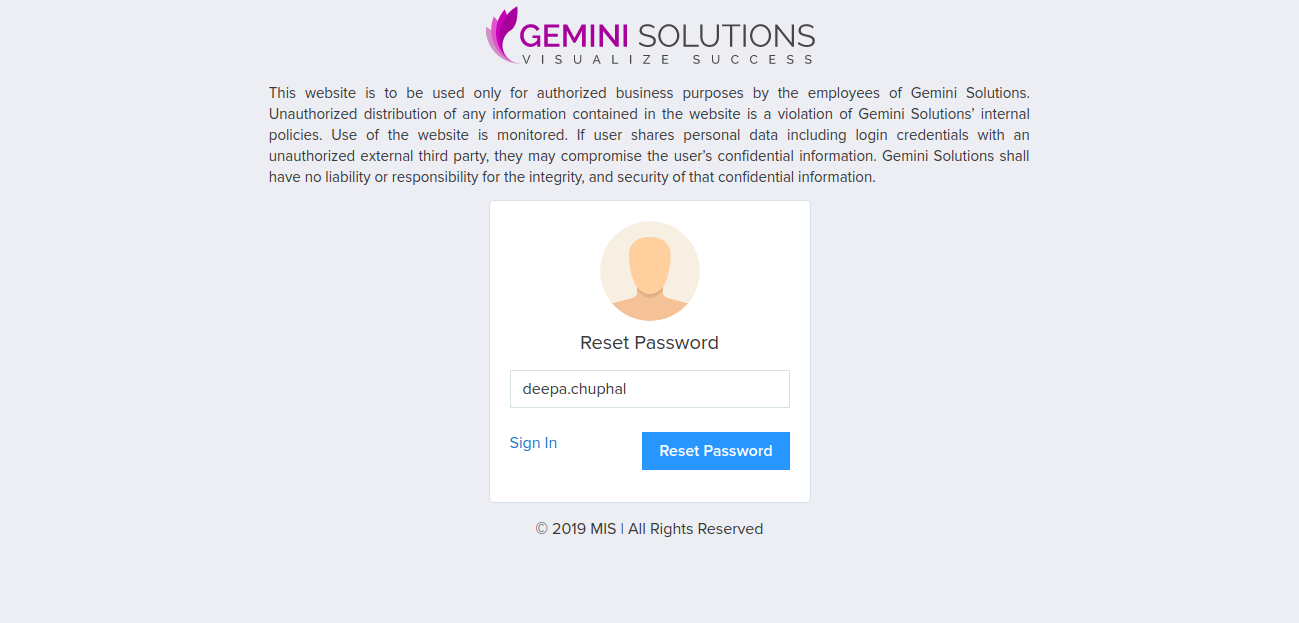 GEMINI SOLUTIONS
VISUALIZE SUCCESS
This website is to be used only for authorized business purposes by the employees of Gemini Solutions.
Unauthorized distribution of any information contained in the website is a violation of Gemini Solutions’ internal
policies. Use of the website is monitored. If user shares personal data including login credentials with an
unauthorized external third party, they may compromise the user’s confidential information. Gemini Solutions shall
have no liability or responsibility for the integrity, and security of that confidential information.
Reset Password
deepa.chuphal
Sign In
Reset Password
© 2019 MIS | All Rights Reserved